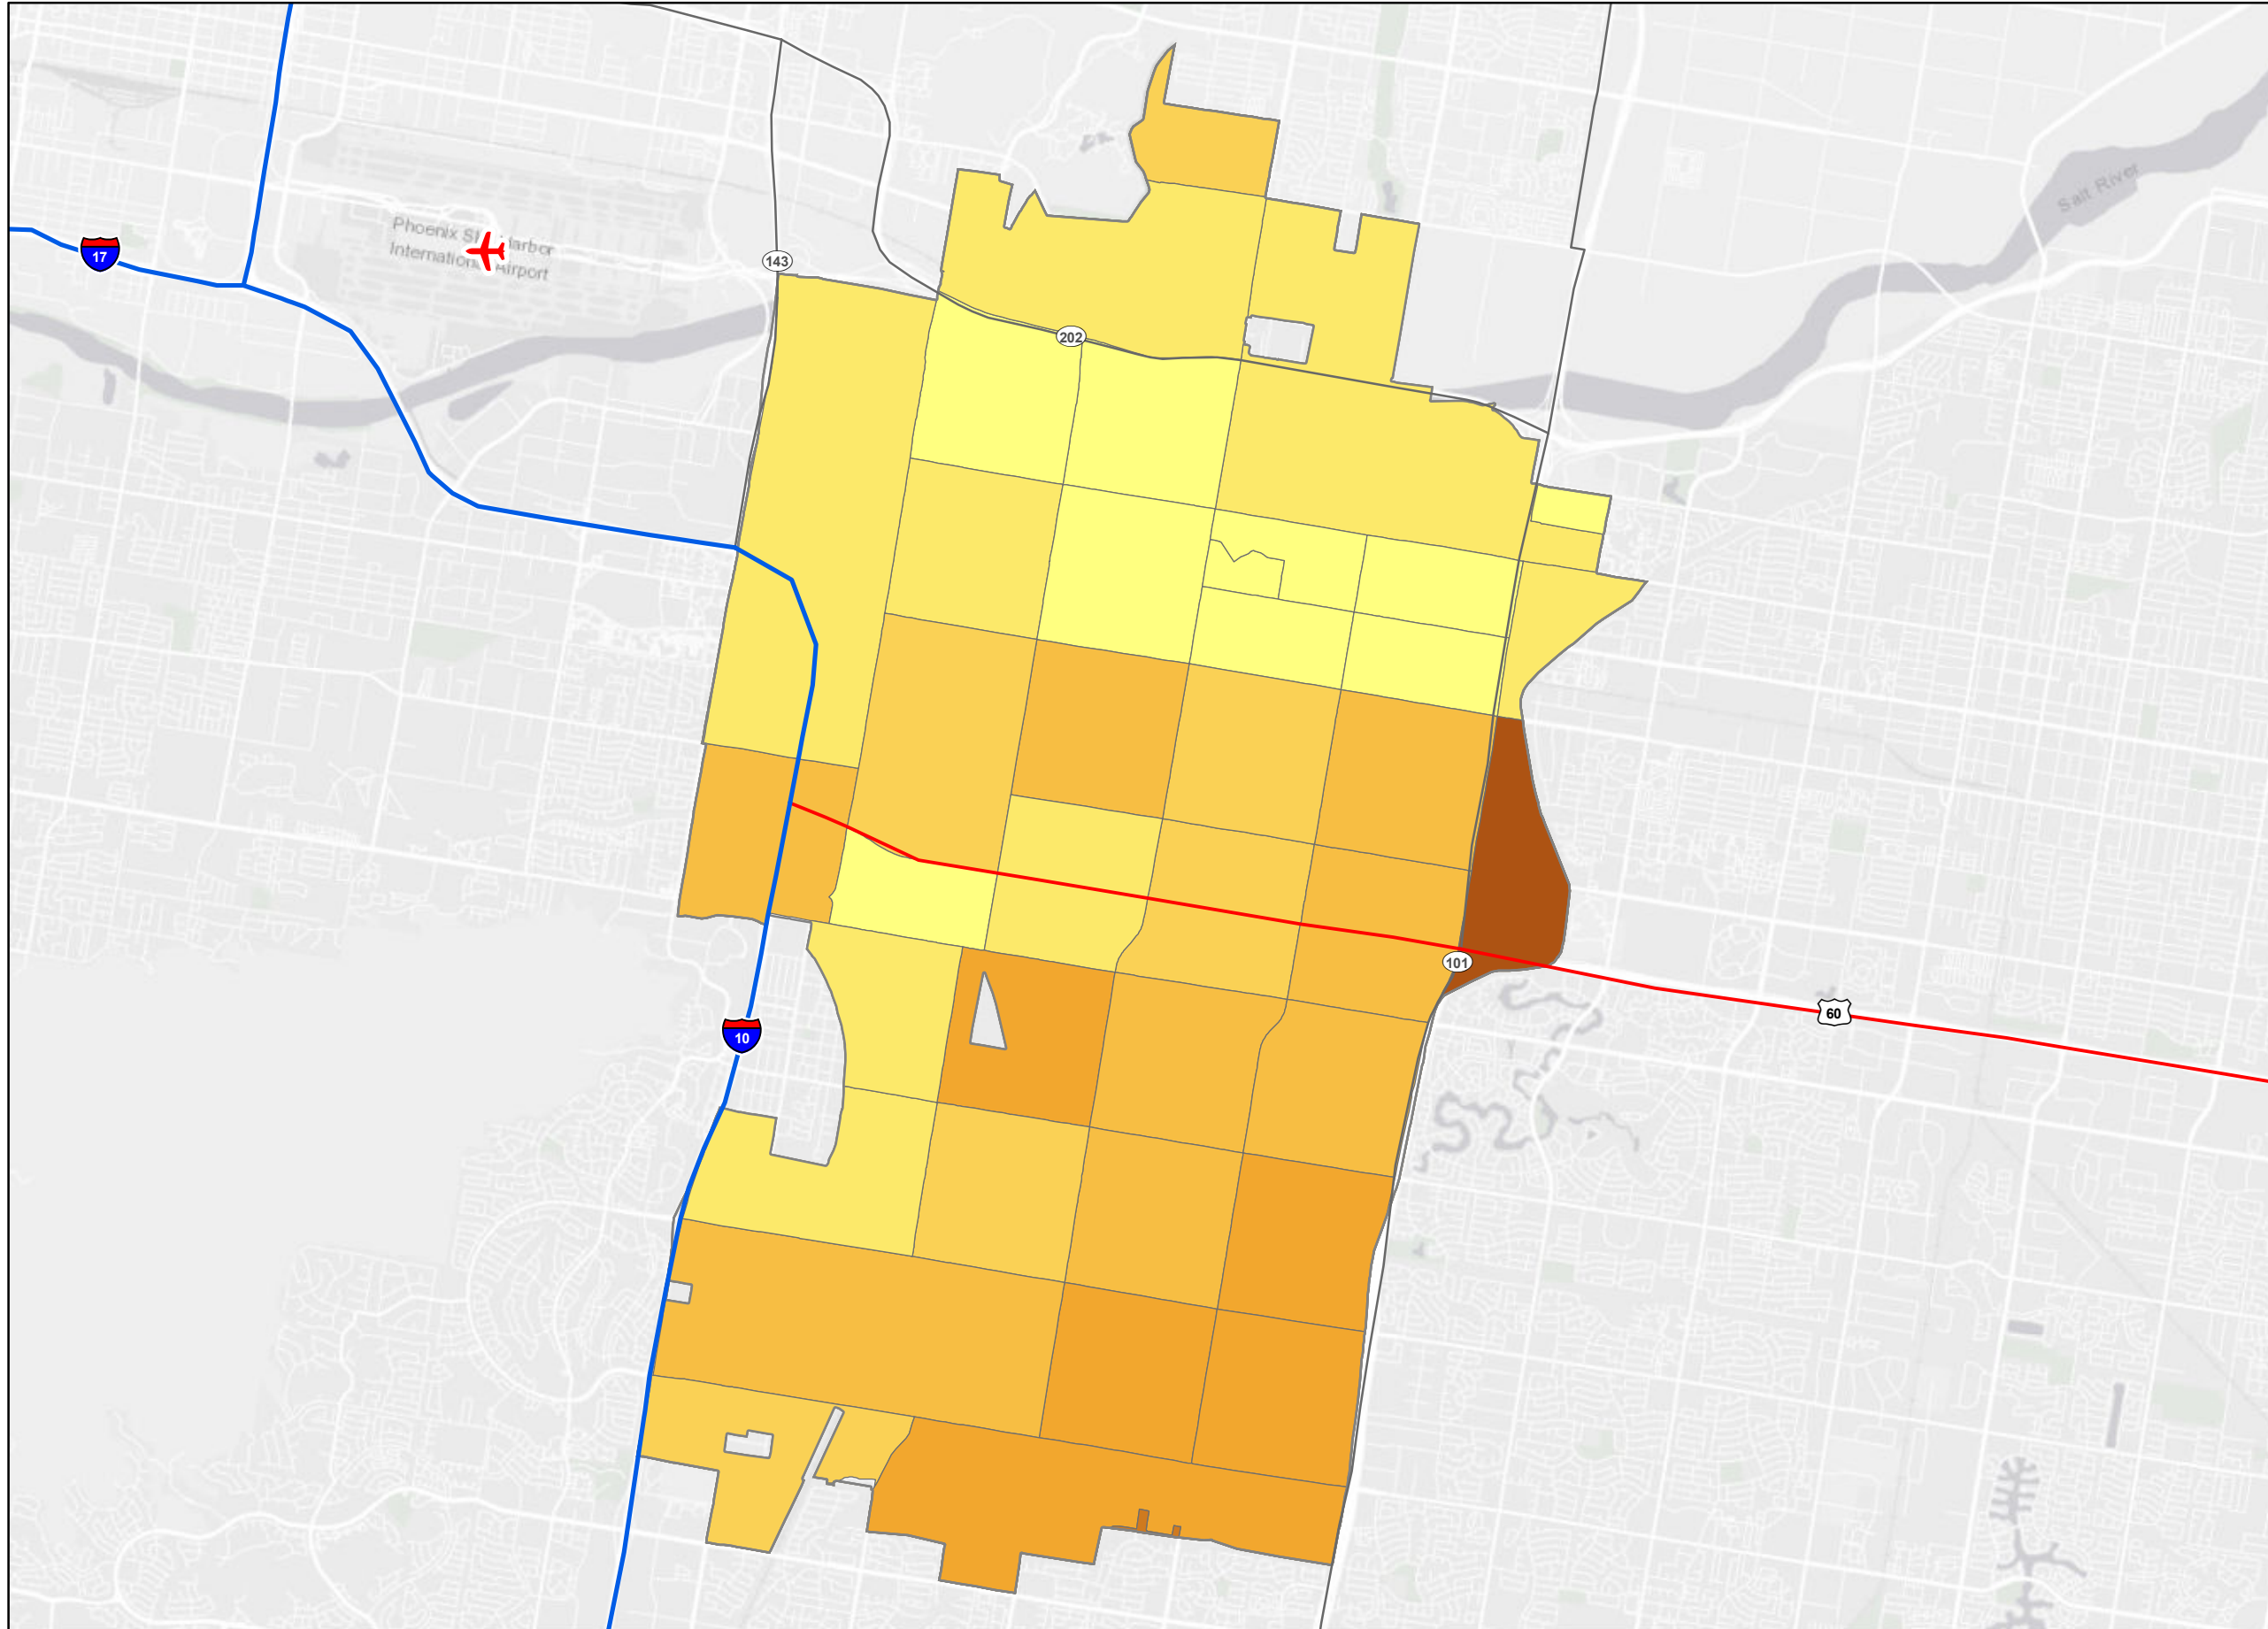 Salt River
Phoenix Sky Harbor
International Airport
17
143
202
101
60
10